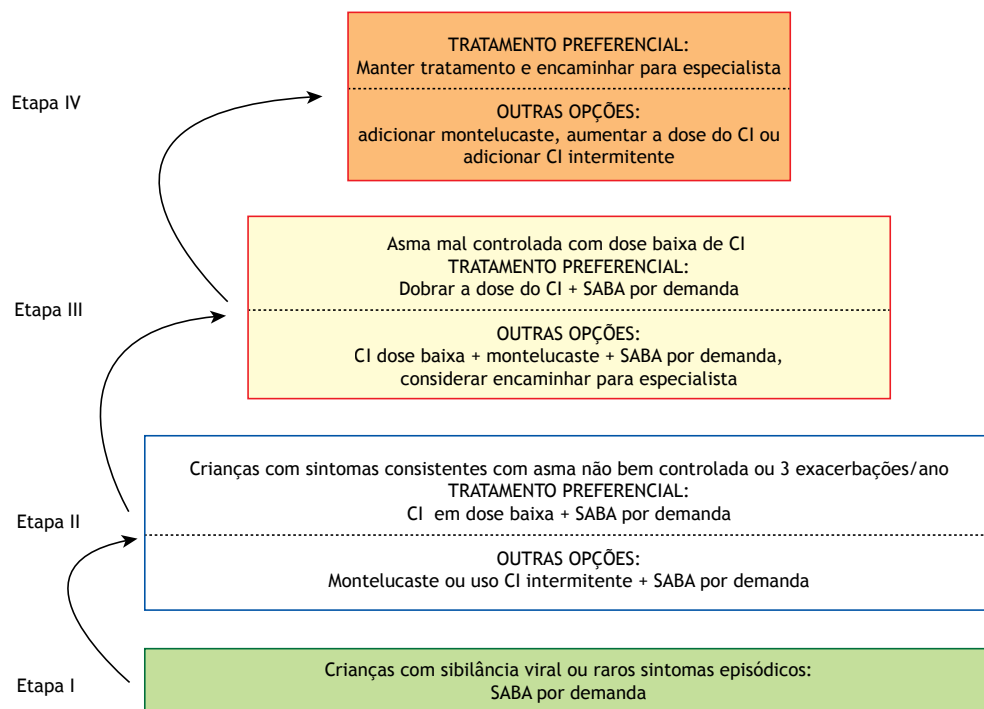 Etapa IV
TRATAMENTO PREFERENCIAL:
Manter tratamento e encaminhar para especialista
OUTRAS OPÇÕES:
adicionar montelucaste, aumentar a dose do CI ou
adicionar CI intermitente
Etapa III
Asma mal controlada com dose baixa de CI
TRATAMENTO PREFERENCIAL:
Dobrar a dose do CI + SABA por demanda
OUTRAS OPÇÕES:
CI dose baixa + montelucaste + SABA por demanda,
considerar encaminhar para especialista
Etapa II
Crianças com sintomas consistentes com asma não bem controlada ou 3 exacerbações/ano
TRATAMENTO PREFERENCIAL:
CI em dose baixa + SABA por demanda
OUTRAS OPÇÕES:
Montelucaste ou uso CI intermitente + SABA por demanda
Etapa I
Crianças com sibilância viral ou raros sintomas episódicos:
SABA por demanda